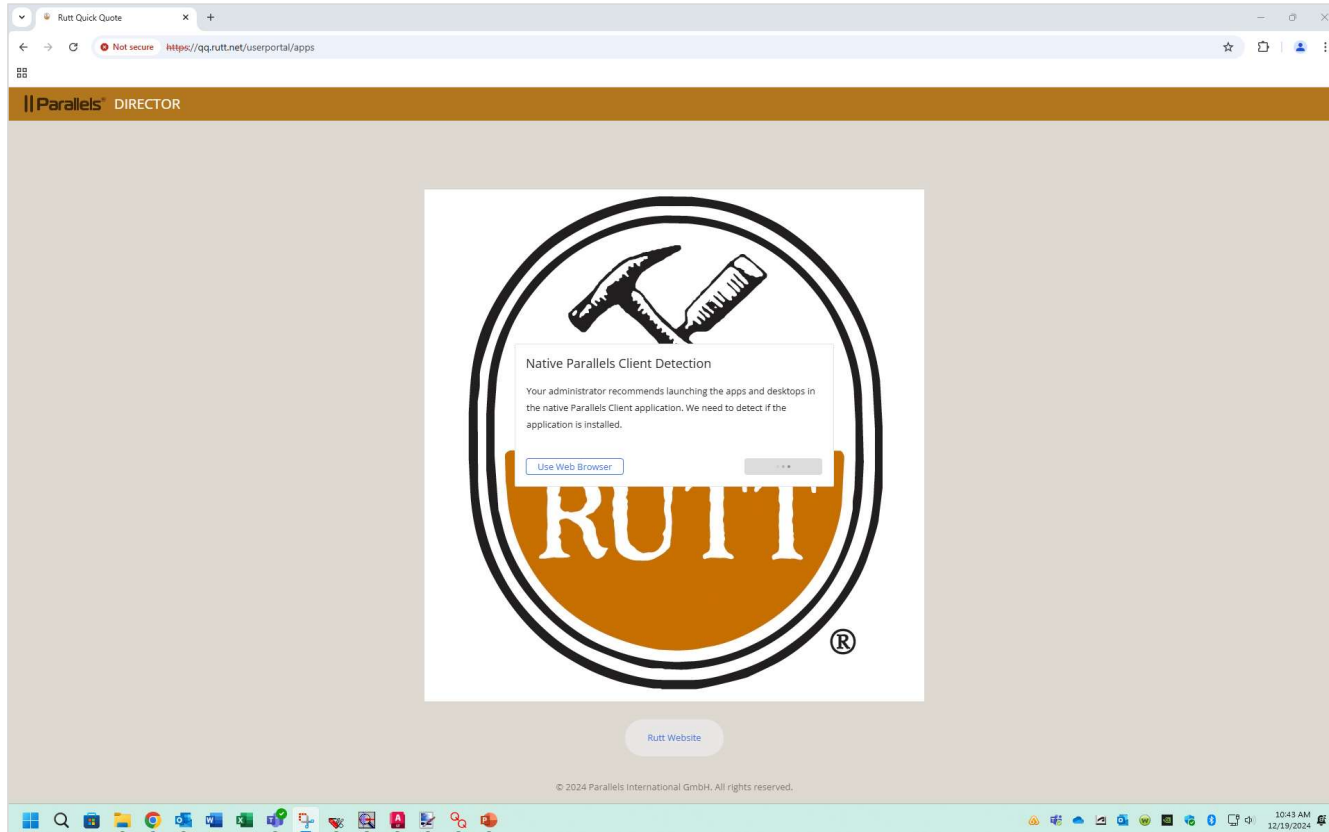 Rutt Quick Quote
Not secure https://qq.rutt.net/userportal/apps
Parallels® DIRECTOR
Native Parallels Client Detection
Your administrator recommends launching the apps and desktops in
the native Parallels Client application. We need to detect if the
application is installed.
Use Web Browser
RUTT
®
Rutt Website
© 2024 Parallels International GmbH. All rights reserved.
10:43 AM
12/19/2024